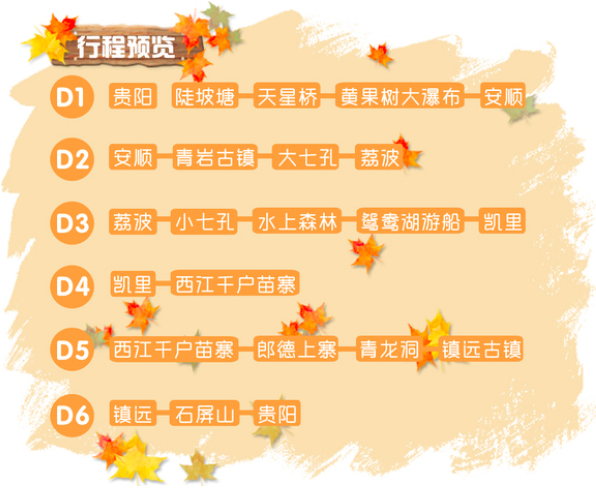 行程预览
D1 贵阳 陡坡塘 天星桥 黄果树大瀑布 安顺
D2 安顺 青岩古镇 大七孔 荔波
D3 荔波 小七孔 水上森林 鸳鸯湖游船 凯里
D4 凯里 西江千户苗寨
D5 西江千户苗寨 郎德上寨 青龙洞 镇远古镇
D6 镇远 石屏山 贵阳